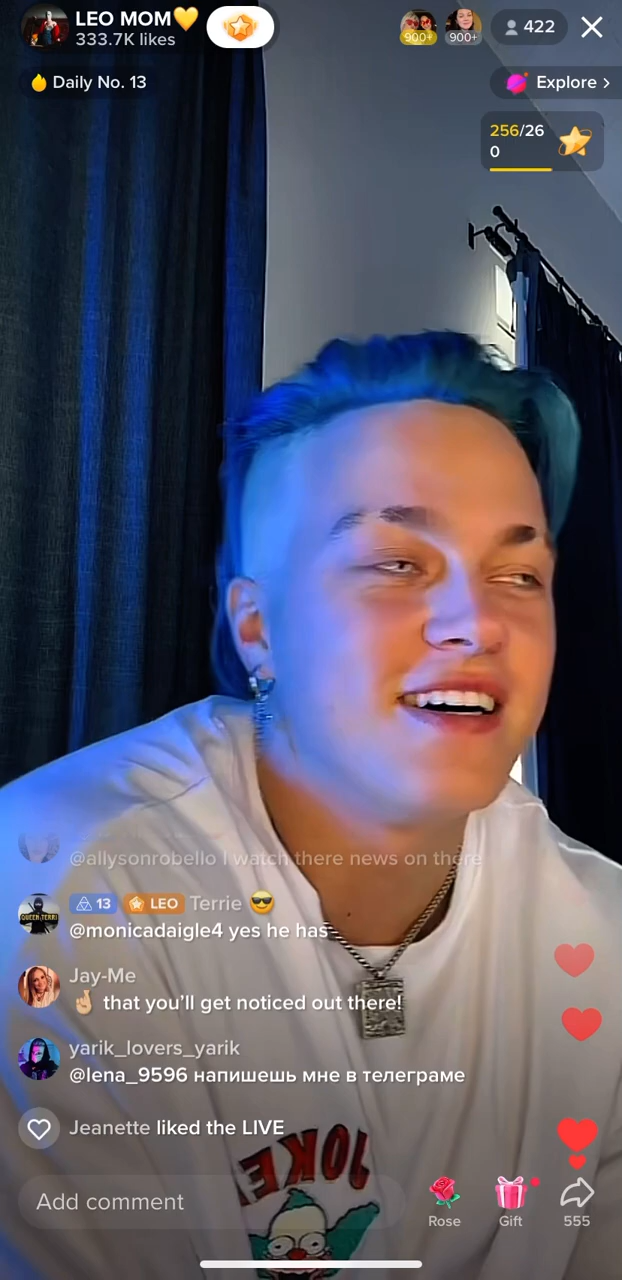 LEO MOM💛
333.7K likes
900+
900+
422
Daily No. 13
Explore
256/26
0
@allysonrobello I watch there news on there
13 LEO Terrie 😎
QUEEN TERRI
@monicadaigle4 yes he has
Jay-Me
🤞🏼 that you’ll get noticed out there!
yarik_lovers_yarik
@lena_9596 напишешь мне в телеграме
Jeanette liked the LIVE
JOKE
Add comment
Rose
Gift
555